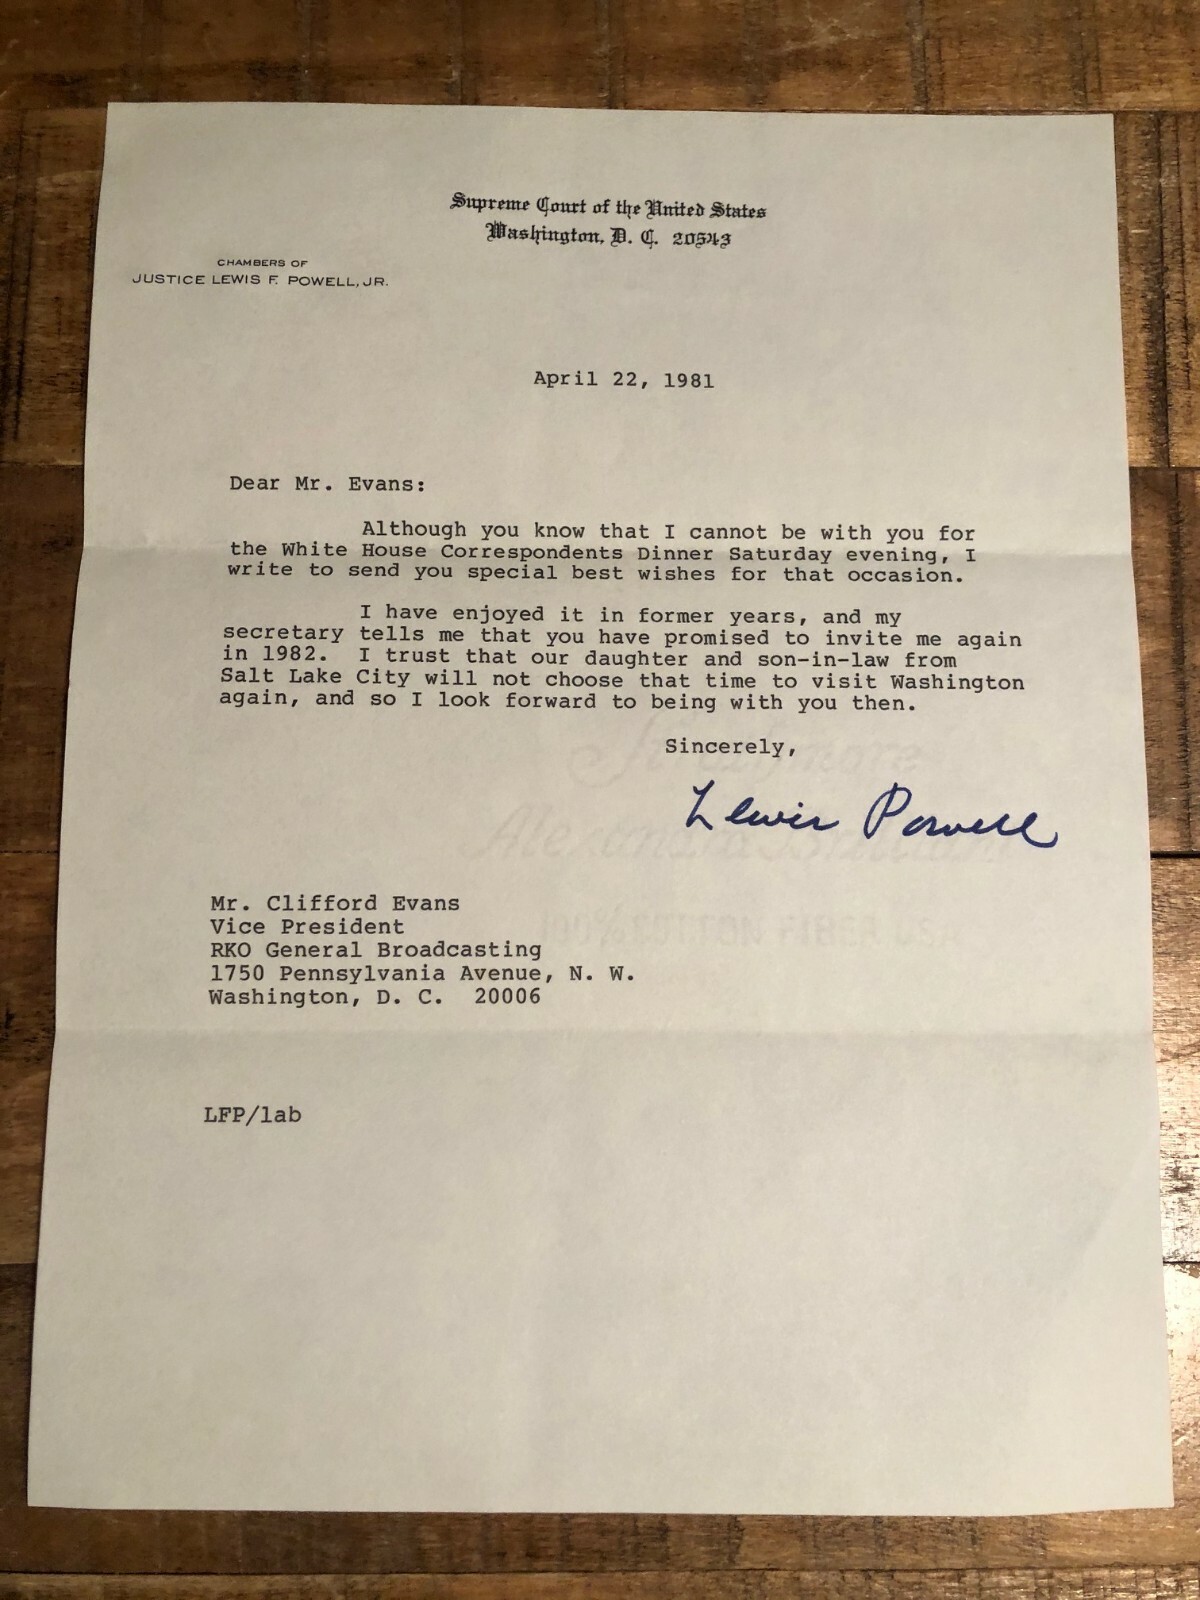 Supreme Court of the United States
Washington, D. C. 20543
CHAMBERS OF
JUSTICE LEWIS F. POWELL, JR.
April 22, 1981
Dear Mr. Evans:
Although you know that I cannot be with you for
the White House Correspondents Dinner Saturday evening, I
write to send you special best wishes for that occasion.
I have enjoyed it in former years, and my
secretary tells me that you have promised to invite me again
in 1982. I trust that our daughter and son-in-law from
Salt Lake City will not choose that time to visit Washington
again, and so I look forward to being with you then.
Sincerely,
Lewis Powell
Mr. Clifford Evans
Vice President
RKO General Broadcasting
1750 Pennsylvania Avenue, N. W.
Washington, D. C. 20006
LFP/lab
Strathmore
100% COTTON FIBER USA